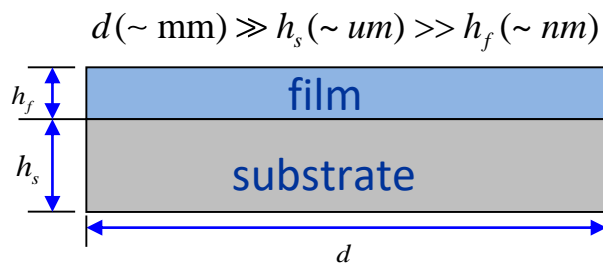 d(~ mm) ≫ h_s(~ um) >> h_f(~ nm)
h_f
film
h_s
substrate
d